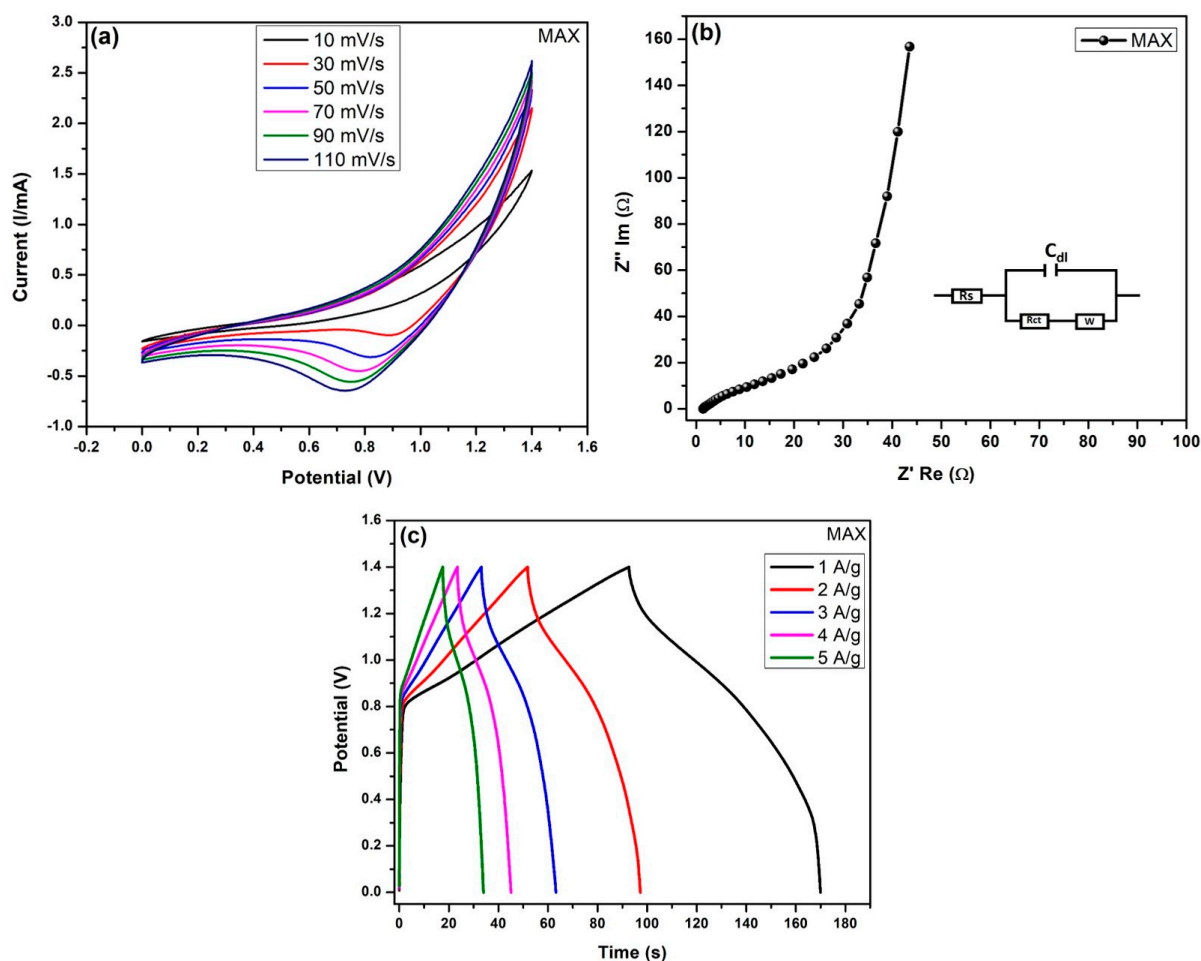 (a)
MAX
10 mV/s
30 mV/s
50 mV/s
70 mV/s
90 mV/s
110 mV/s
Current (I/mA)
3.0
2.5
2.0
1.5
1.0
0.5
0.0
-0.5
-1.0
-0.2 0.0 0.2 0.4 0.6 0.8 1.0 1.2 1.4 1.6
Potential (V)
(b)
MAX
Z'' Im (Ω)
160
140
120
100
80
60
40
20
0
0 10 20 30 40 50 60 70 80 90 100
Z' Re (Ω)
Cdl
Rs
Rct
W
(c)
MAX
1 A/g
2 A/g
3 A/g
4 A/g
5 A/g
Potential (V)
1.6
1.4
1.2
1.0
0.8
0.6
0.4
0.2
0.0
0 20 40 60 80 100 120 140 160 180
Time (s)